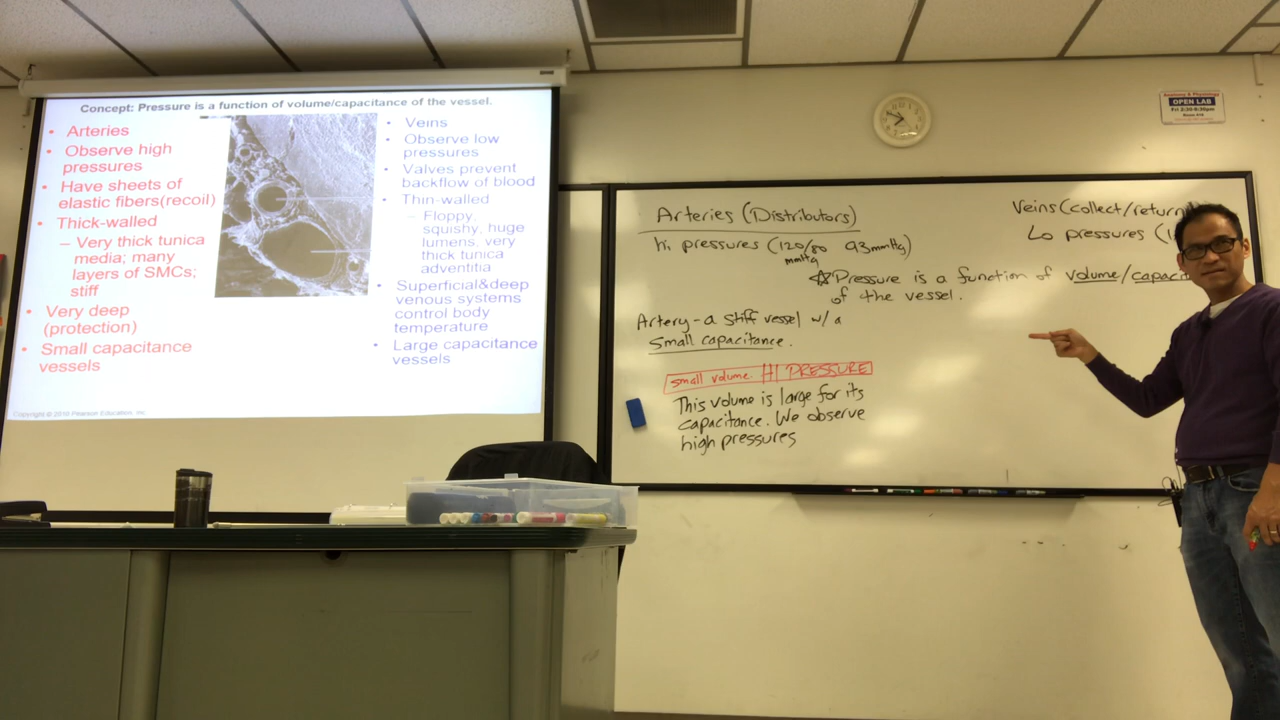 Concept: Pressure is a function of volume/capacitance of the vessel.
• Arteries
• Observe high
pressures
• Have sheets of
elastic fibers(recoil)
• Thick-walled
– Very thick tunica
media; many
layers of SMCs;
stiff
• Very deep
(protection)
• Small capacitance
vessels
• Veins
• Observe low
pressures
• Valves prevent
backflow of blood
• Thin-walled
– Floppy,
squishy, huge
lumens, very
thick tunica
adventitia
• Superficial&deep
venous systems
control body
temperature
• Large capacitance
vessels
Copyright © 2010 Pearson Education, Inc.
Arteries (Distributors)
hi pressures (120/80 93mmHg)
mmHg
Veins (collect/return
Lo pressures (
☆Pressure is a function of volume/capacit
of the vessel.
Artery - a stiff vessel w/ a
Small capacitance.
small volume. HI PRESSURE
This volume is large for its
capacitance. We observe
high pressures
Anatomy & Physiology
OPEN LAB